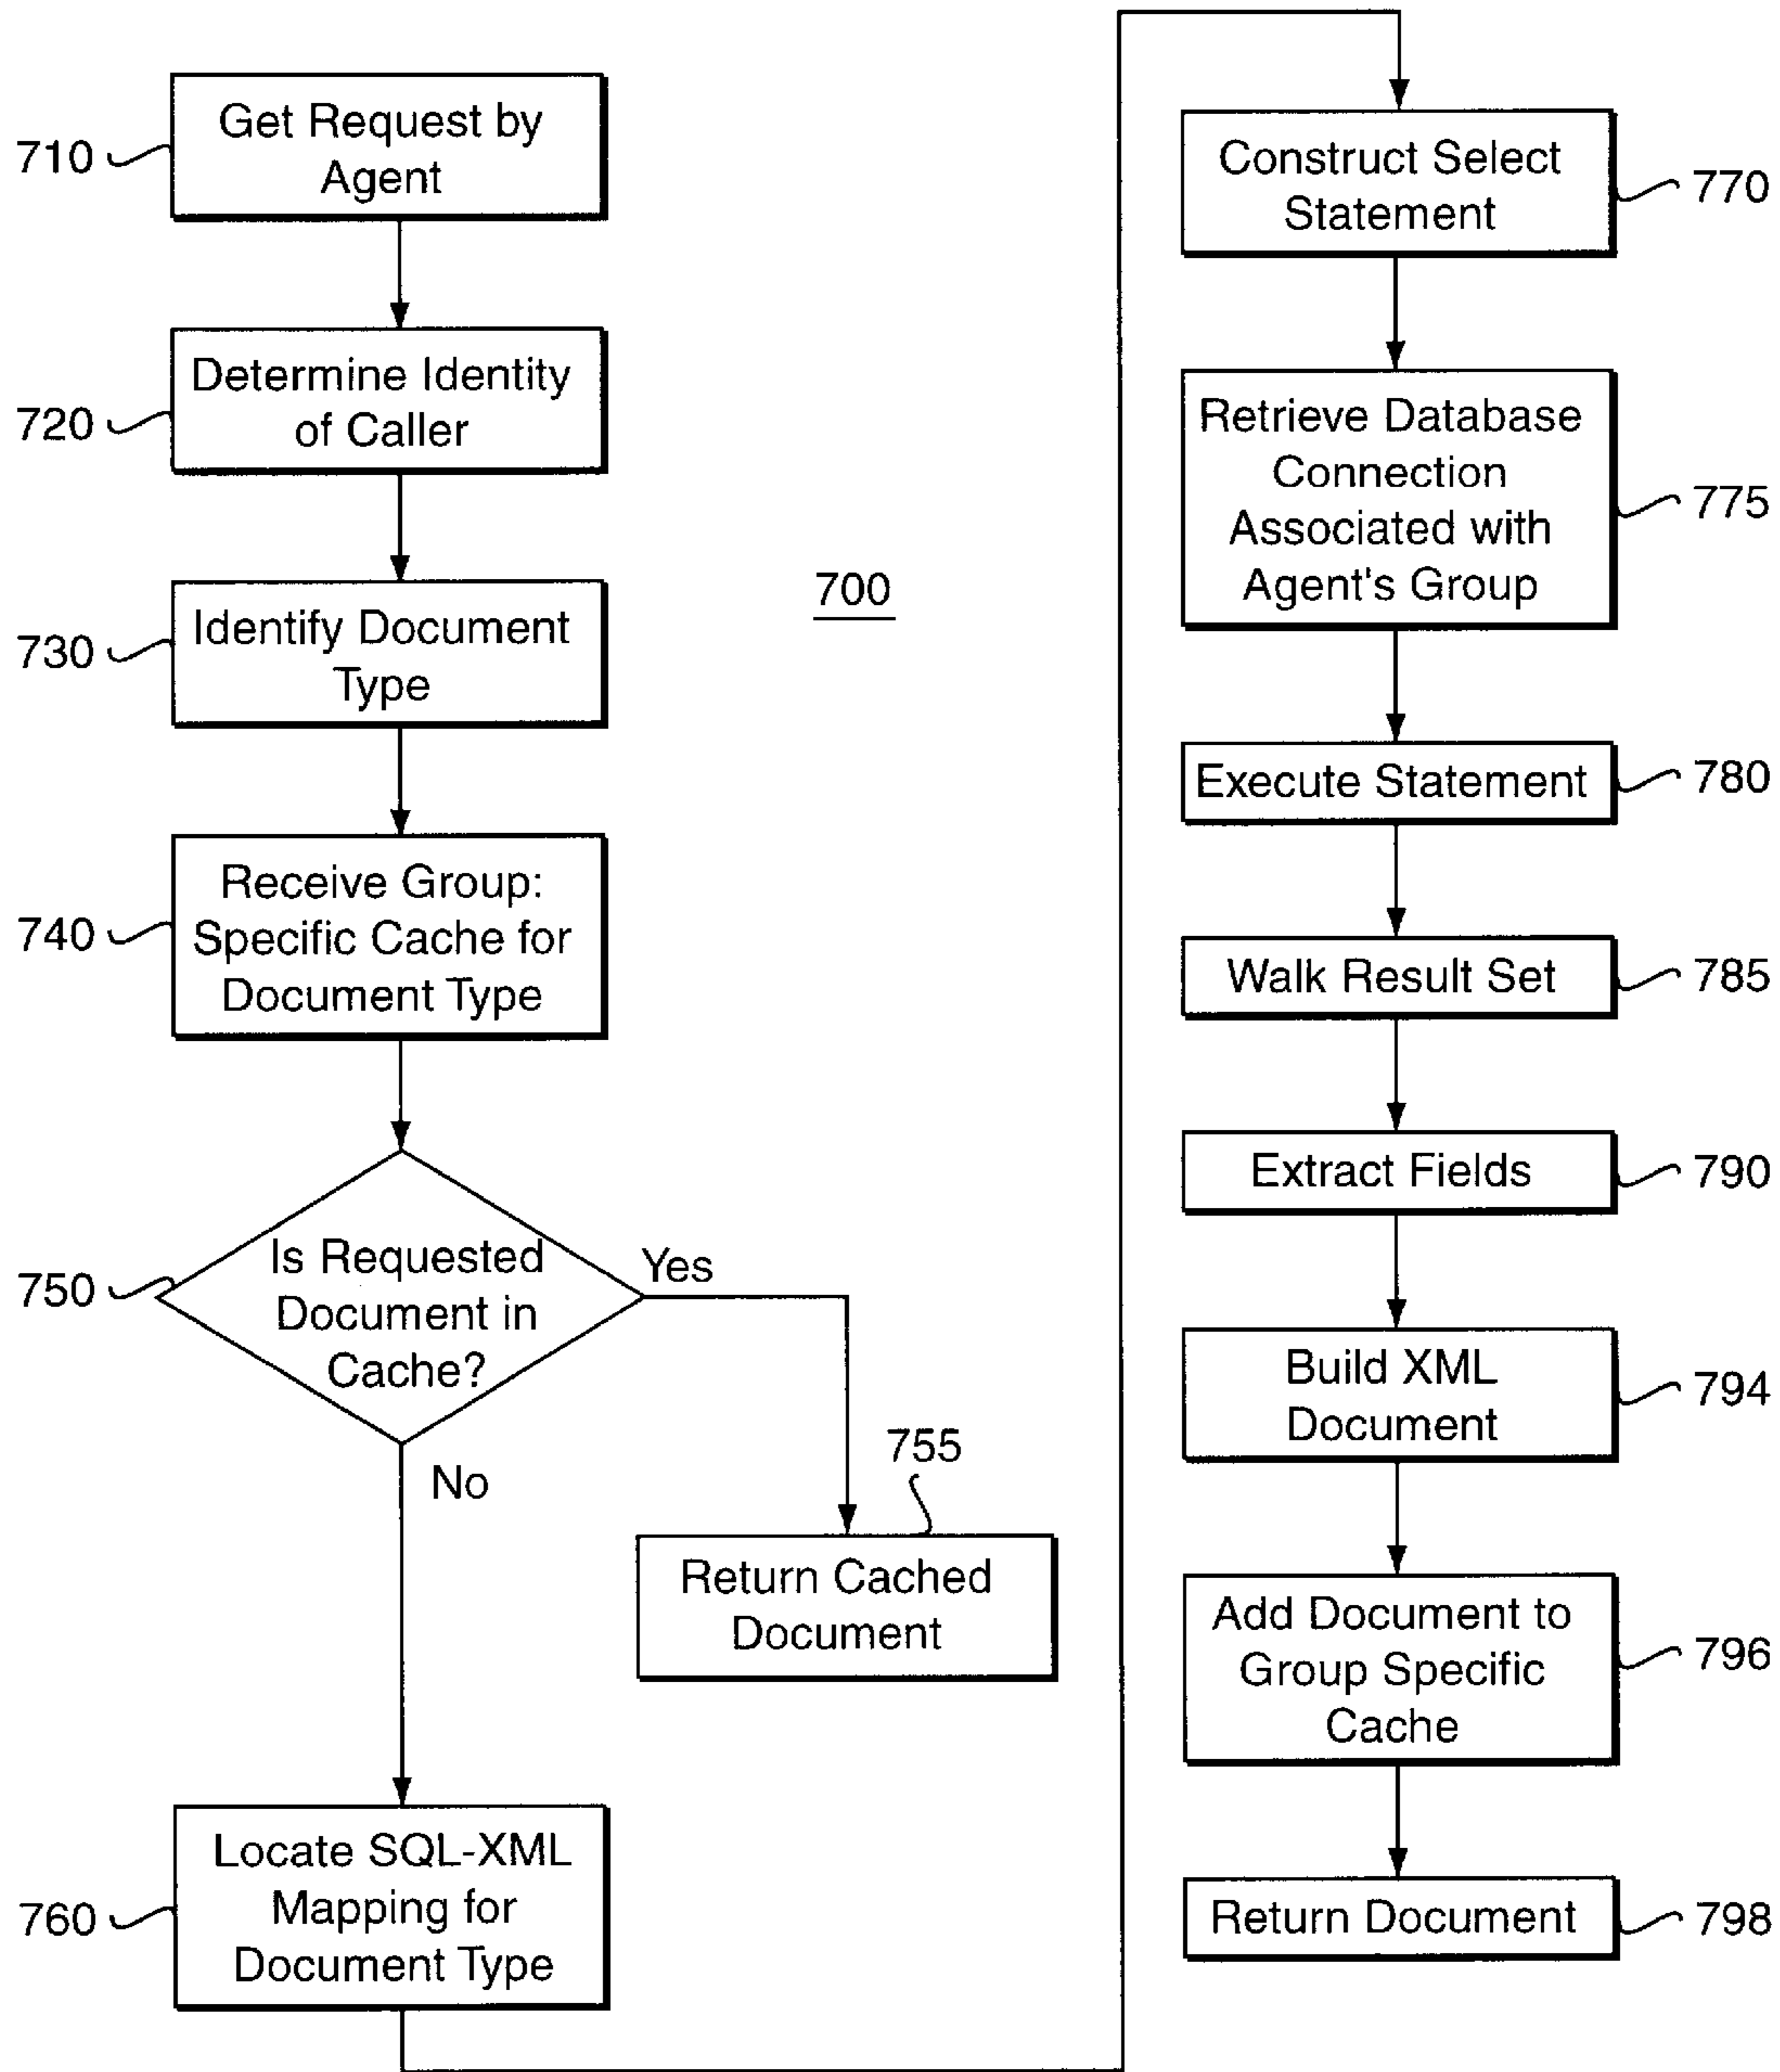 710
Get Request by
Agent
720
Determine Identity
of Caller
730
Identify Document
Type
700
740
Receive Group:
Specific Cache for
Document Type
750
Is Requested
Document in
Cache?
Yes
No
755
Return Cached
Document
760
Locate SQL-XML
Mapping for
Document Type
Construct Select
Statement
770
Retrieve Database
Connection
Associated with
Agent's Group
775
Execute Statement
780
Walk Result Set
785
Extract Fields
790
Build XML
Document
794
Add Document to
Group Specific
Cache
796
Return Document
798